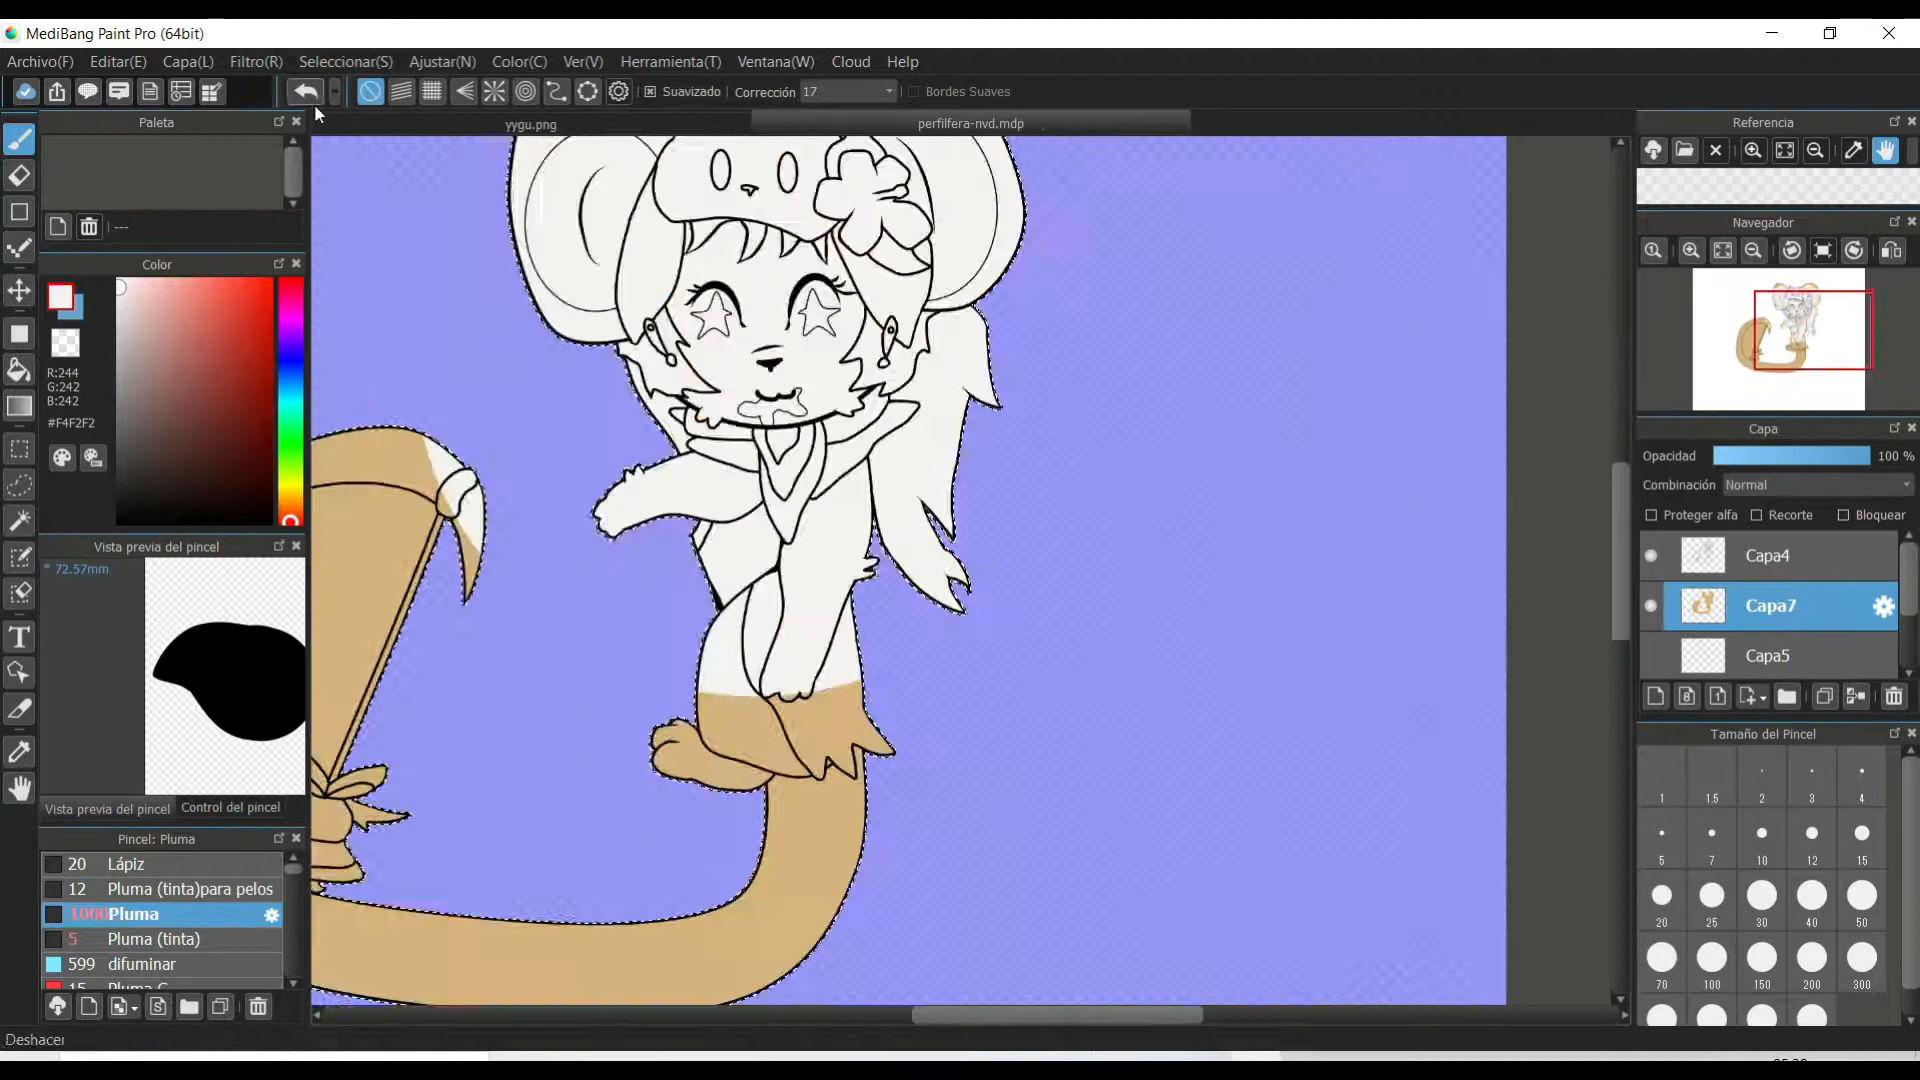 MediBang Paint Pro (64bit)
Archivo(F) Editar(E) Capa(L) Filtro(R) Seleccionar(S) Ajustar(N) Color(C) Ver(V) Herramienta(T) Ventana(W) Cloud Help
Suavizado Corrección 17 Bordes Suaves
Paleta
yygu.png
perfilfera-nvd.mdp
Referencia
---
Navegador
Color
R:244
G:242
B:242
#F4F2F2
Capa
Opacidad 100 %
Combinación Normal
Proteger alfa Recorte Bloquear
Capa4
Capa7
Capa5
Vista previa del pincel
* 72.57mm
Vista previa del pincel Control del pincel
Pincel: Pluma
20 Lápiz
12 Pluma (tinta)para pelos
1000Pluma
5 Pluma (tinta)
599 difuminar
15 Pluma G
Tamaño del Pincel
1 1.5 2 3 4
5 7 10 12 15
20 25 30 40 50
70 100 150 200 300
Deshacer